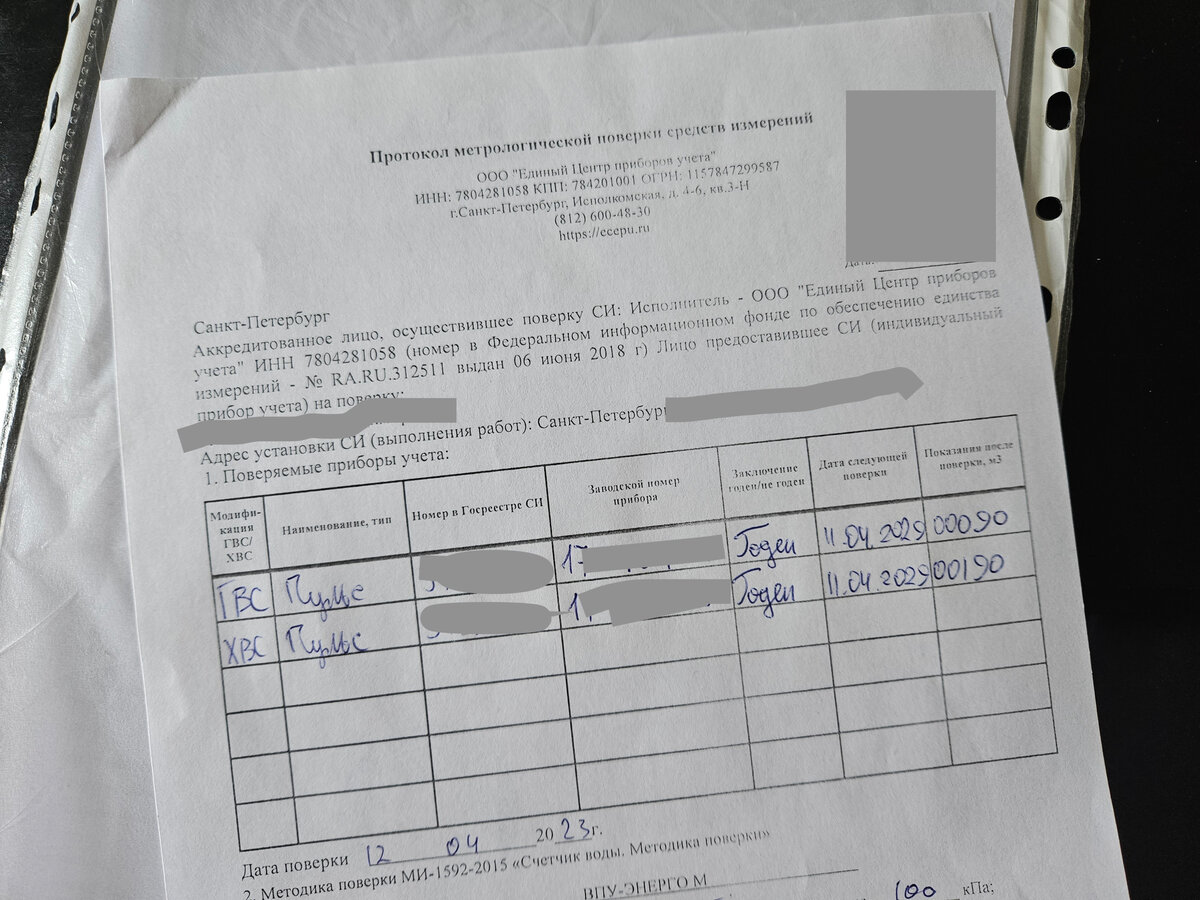 Протокол метрологической поверки средств измерений
ООО "Единый Центр приборов учета"
ИНН: 7804281058 КПП: 784201001 ОГРН: 1157847299587
г.Санкт-Петербург, Исполкомская, д. 4-6, кв.3-Н
(812) 600-48-30
https://ecepu.ru
Дата:
Санкт-Петербург
Аккредитованное лицо, осуществившее поверку СИ: Исполнитель - ООО "Единый Центр приборов
учета" ИНН 7804281058 (номер в Федеральном информационном фонде по обеспечению единства
измерений - № RA.RU.312511 выдан 06 июня 2018 г) Лицо предоставившее СИ (индивидуальный
прибор учета) на поверку:
Адрес установки СИ (выполнения работ): Санкт-Петербург
1. Поверяемые приборы учета:
Модифи-кация ГВС/ХВС Наименование, тип Номер в Госреестре СИ Заводской номер прибора Заключение годен/не годен Дата следующей поверки Показания после поверки, м3
ГВС Пульс 17 Годен 11.04.2029 00090
ХВС Пульс 1 Годен 11.04.2029 00190
Дата поверки 12 04 2023г.
2. Методика поверки МИ-1592-2015 «Счетчик воды. Методика поверки»
ВПУ-ЭНЕРГО М
100 кПа;